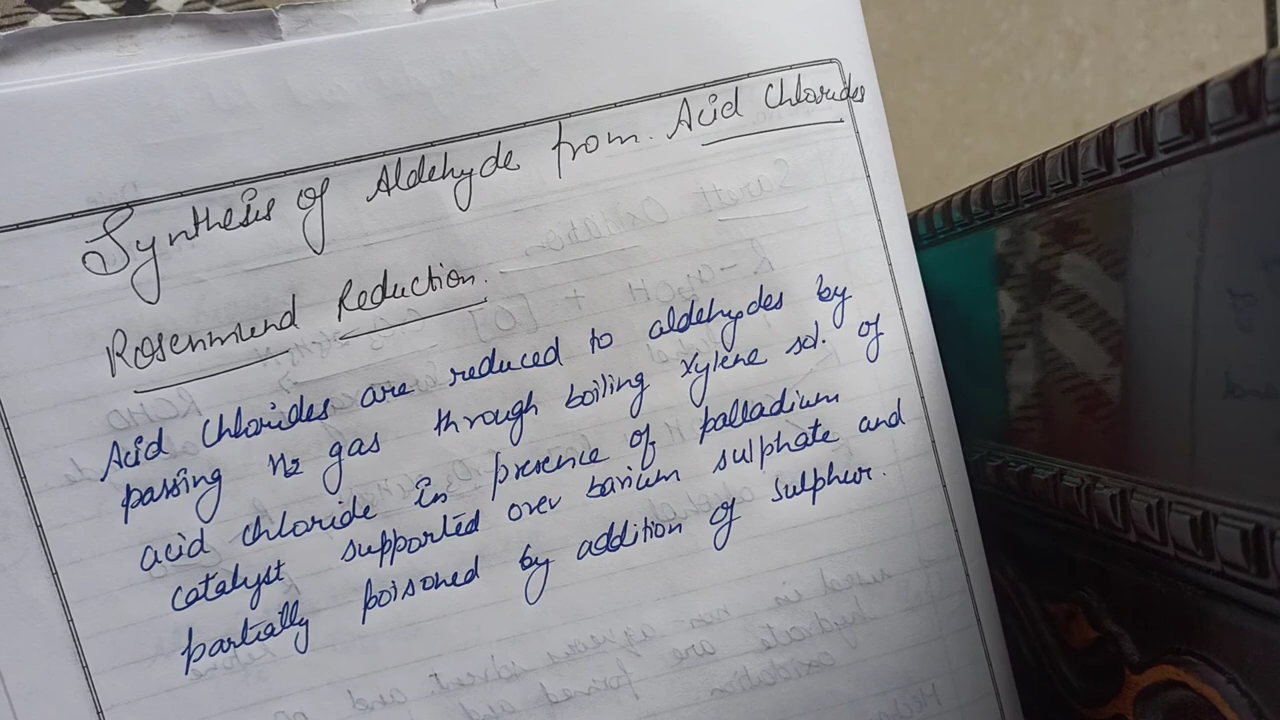 Synthesis of Aldehyde from. Acid Chlorides
Rosenmund Reduction.
Acid Chlorides are reduced to aldehydes by
passing H2 gas through boiling xylene sol. of
acid chloride in presence of palladium
catalyst supported over barium sulphate and
partially poisoned by addition of sulphur.